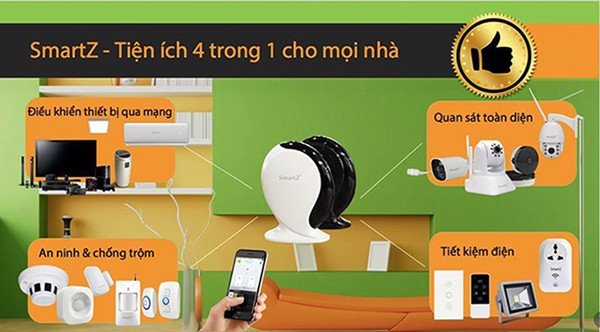 SmartZ - Tiện ích 4 trong 1 cho mọi nhà
Điều khiển thiết bị qua mạng
Quan sát toàn diện
SmartZ
An ninh & chống trộm
Tiết kiệm điện
SmartZ